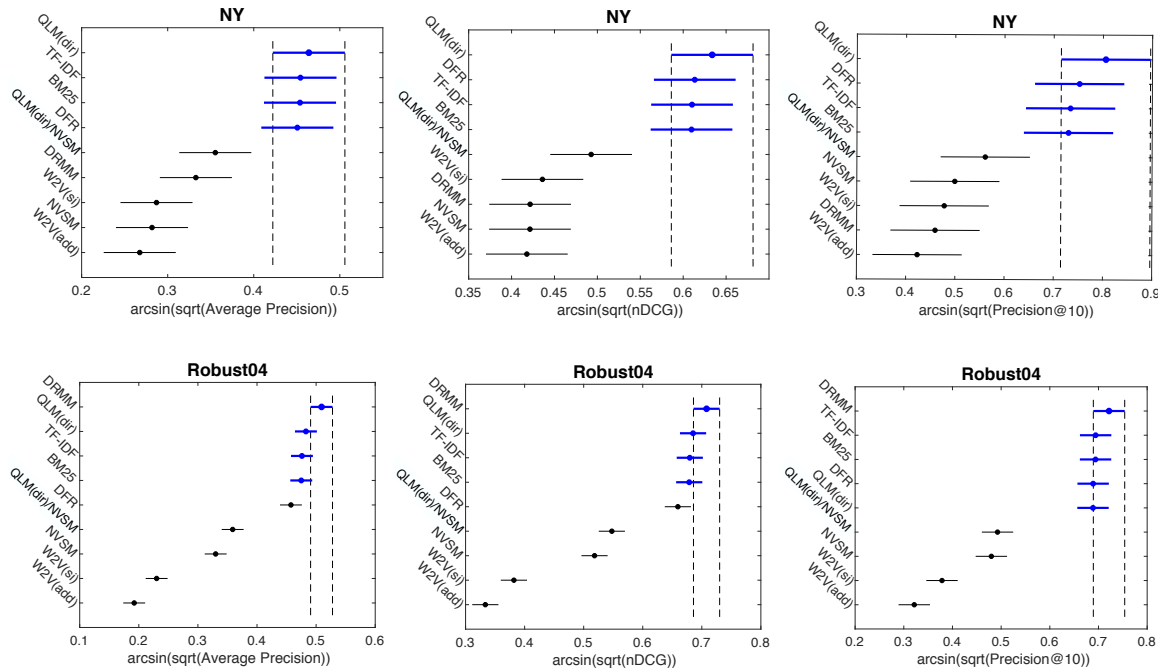 NY
QLM(dir)
TF-IDF
BM25
DFR
QLM(dir)/NVSM
DRMM
W2V(si)
NVSM
W2V(add)
0.2 0.3 0.4 0.5
arcsin(sqrt(Average Precision))
NY
QLM(dir)
DFR
TF-IDF
BM25
QLM(dir)/NVSM
W2V(si)
DRMM
NVSM
W2V(add)
0.35 0.4 0.45 0.5 0.55 0.6 0.65
arcsin(sqrt(nDCG))
NY
QLM(dir)
DFR
TF-IDF
BM25
QLM(dir)/NVSM
NVSM
W2V(si)
DRMM
W2V(add)
0.3 0.4 0.5 0.6 0.7 0.8 0.9
arcsin(sqrt(Precision@10))
Robust04
DRMM
QLM(dir)
TF-IDF
BM25
DFR
QLM(dir)/NVSM
NVSM
W2V(si)
W2V(add)
0.1 0.2 0.3 0.4 0.5 0.6
arcsin(sqrt(Average Precision))
Robust04
DRMM
QLM(dir)
TF-IDF
BM25
DFR
QLM(dir)/NVSM
NVSM
W2V(si)
W2V(add)
0.3 0.4 0.5 0.6 0.7 0.8
arcsin(sqrt(nDCG))
Robust04
DRMM
TF-IDF
BM25
DFR
QLM(dir)
QLM(dir)/NVSM
NVSM
W2V(si)
W2V(add)
0.2 0.3 0.4 0.5 0.6 0.7 0.8
arcsin(sqrt(Precision@10))